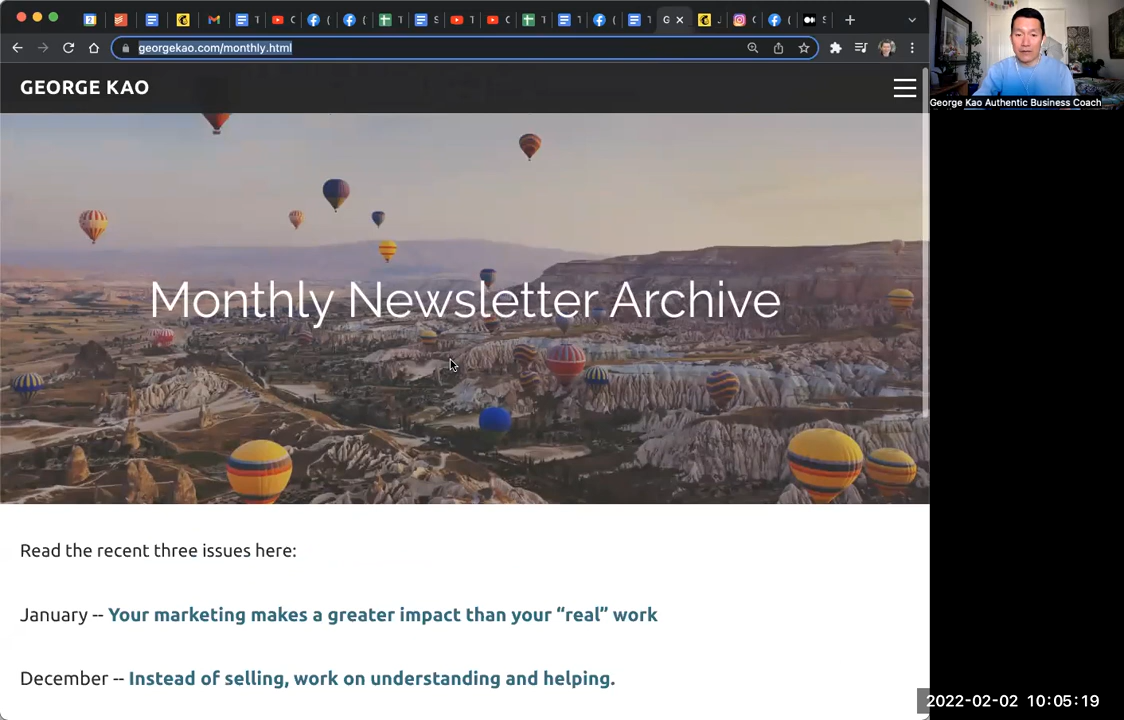 georgekao.com/monthly.html
GEORGE KAO
George Kao Authentic Business Coach
Monthly Newsletter Archive
Read the recent three issues here:
January -- Your marketing makes a greater impact than your “real” work
December -- Instead of selling, work on understanding and helping.
2022-02-02 10:05:19